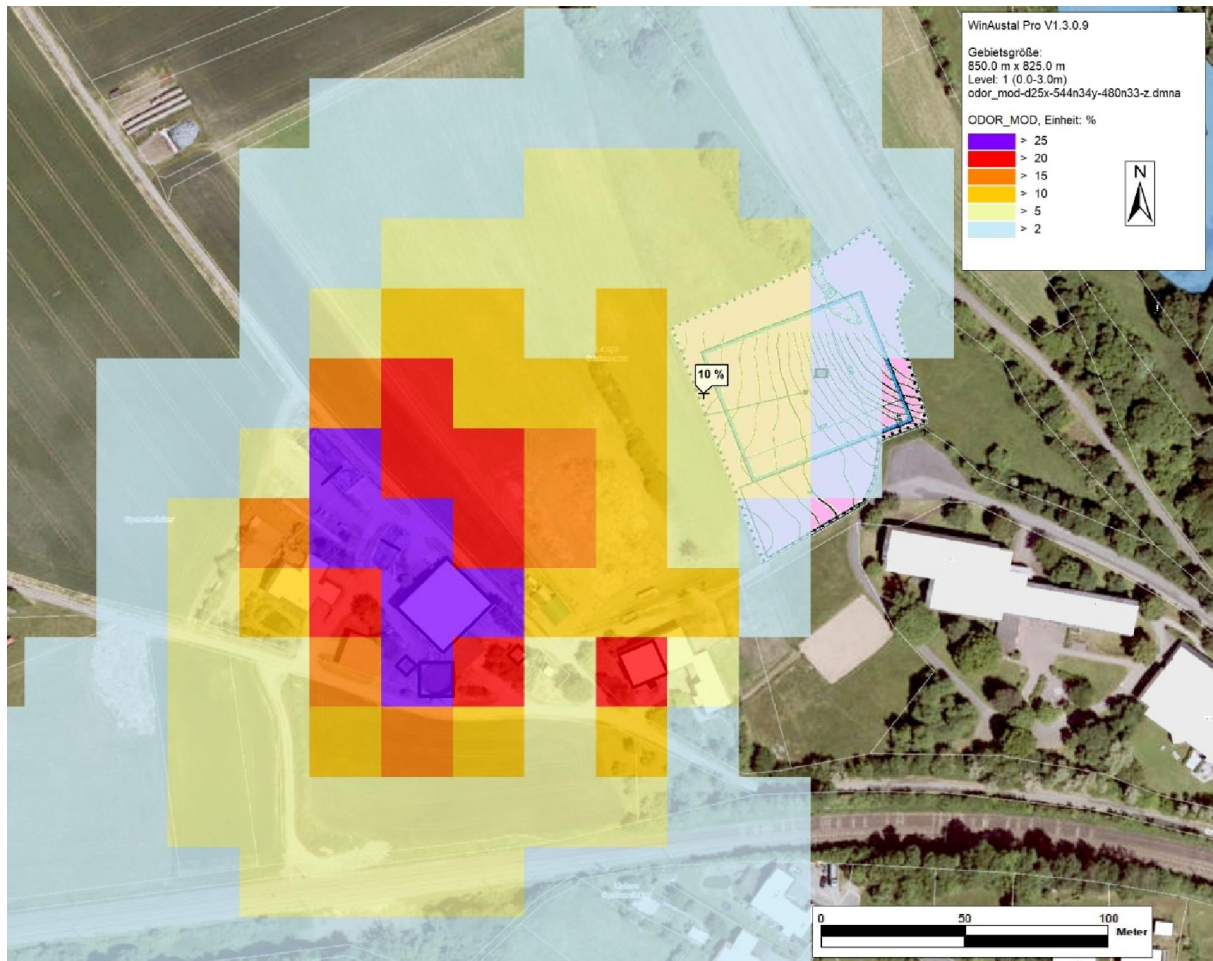 WinAustal Pro V1.3.0.9
Gebietsgröße:
850.0 m x 825.0 m
Level: 1 (0.0-3.0m)
odor_mod-d25x-544n34y-480n33-z.dmna
ODOR_MOD, Einheit: %
> 25
> 20
> 15
> 10
> 5
> 2
N
10 %
0 50 100
Meter